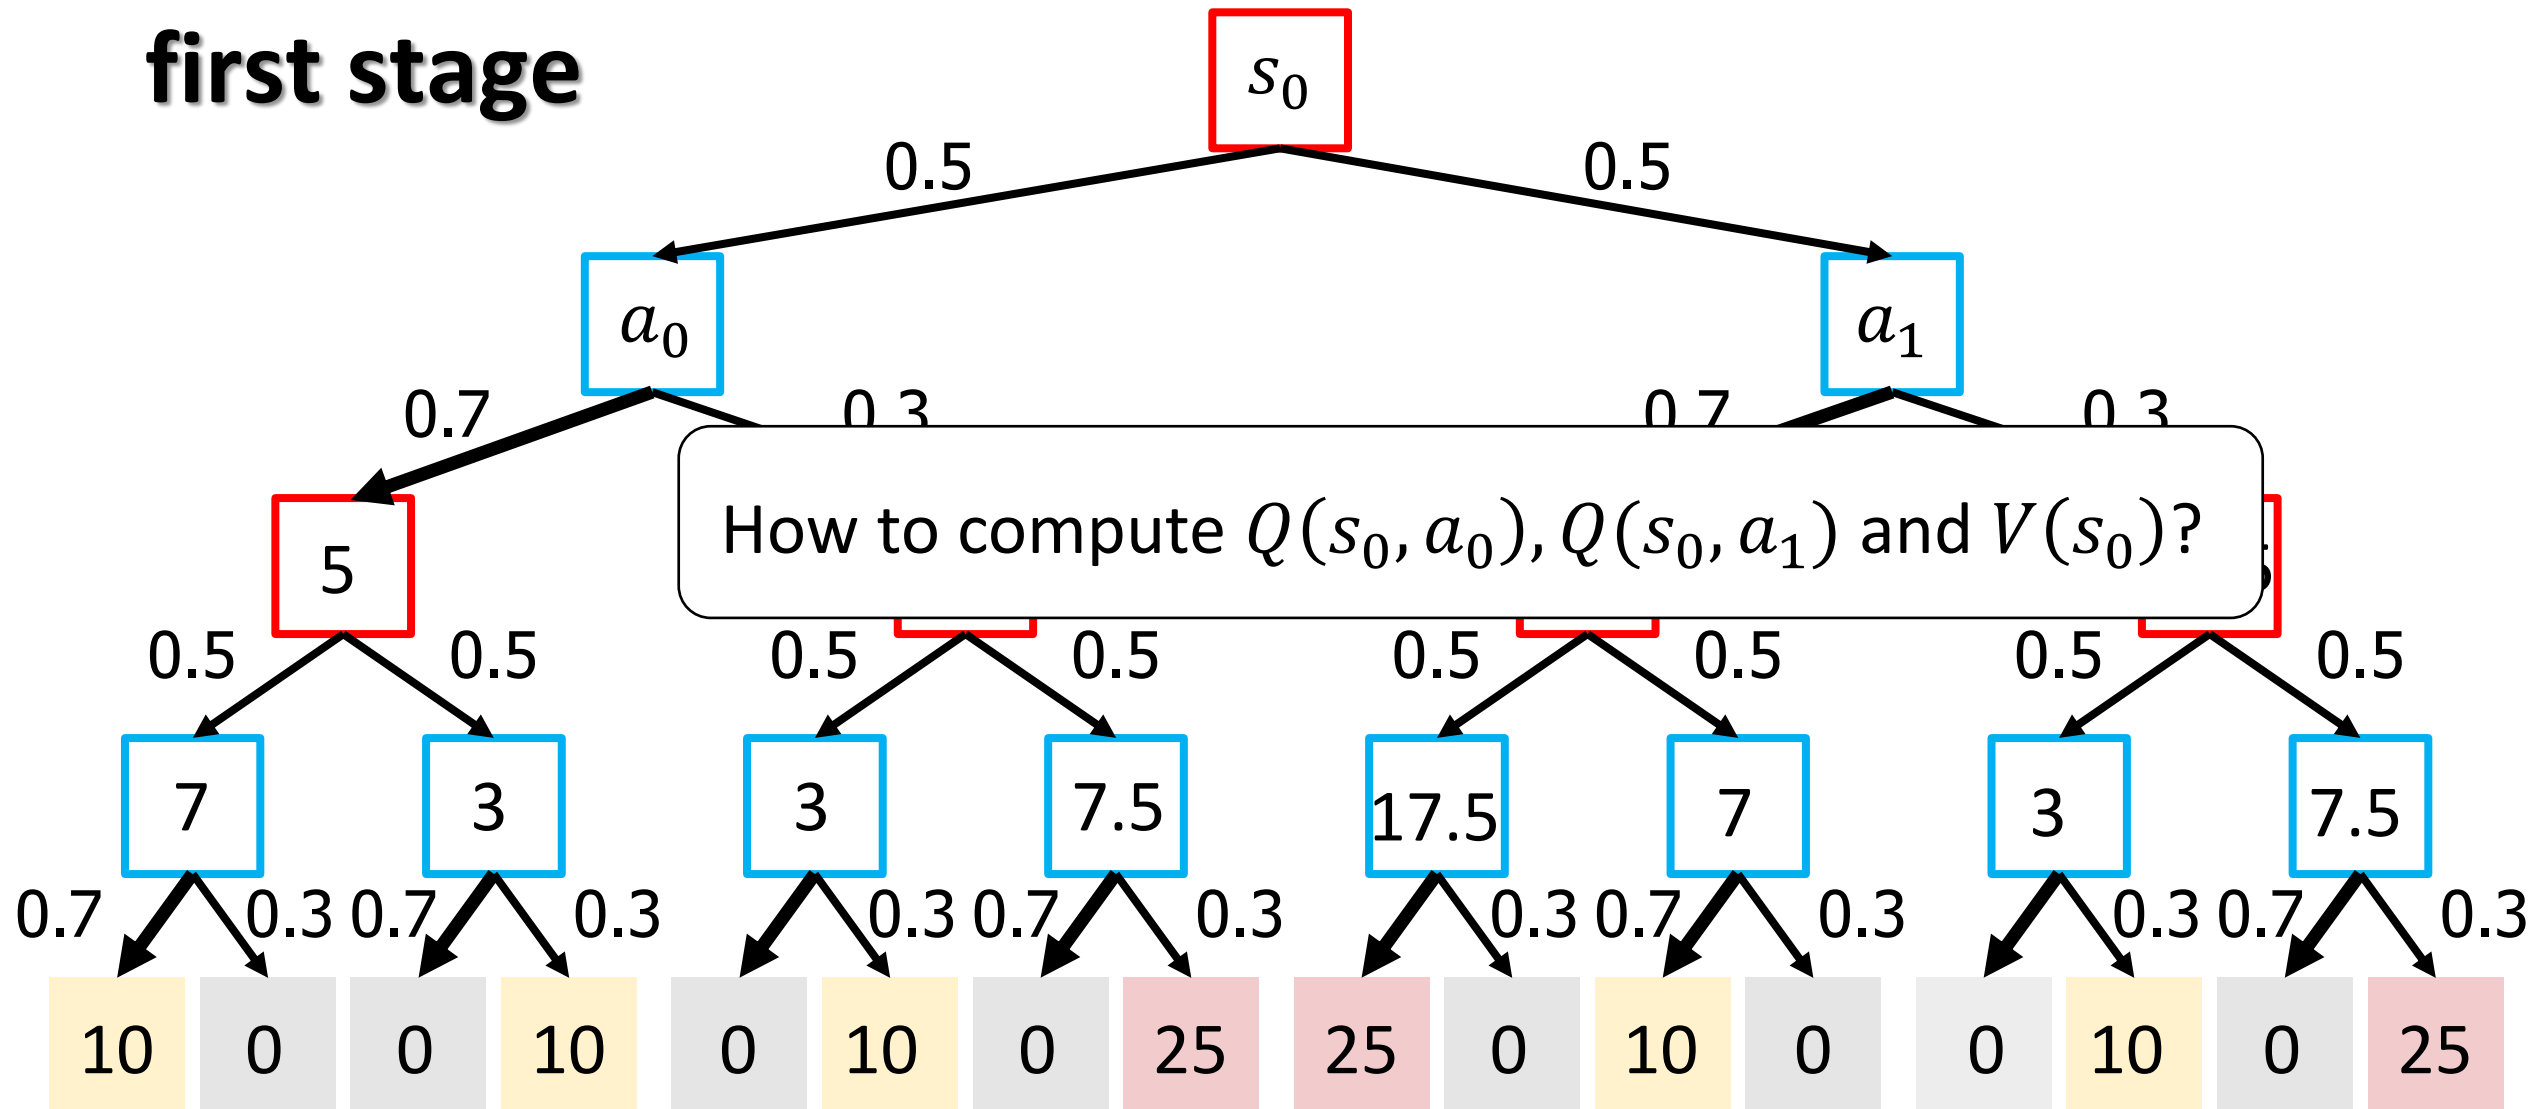 first stage
s₀
0.5 0.5
a₀ a₁
0.7 0.3 0.7 0.3
How to compute Q(s₀, a₀), Q(s₀, a₁) and V(s₀)?
5
0.5 0.5 0.5 0.5 0.5 0.5 0.5 0.5
7 3 3 7.5 17.5 7 3 7.5
0.7 0.3 0.7 0.3 0.3 0.7 0.3 0.3 0.7 0.3 0.3 0.7 0.3
10 0 0 10 0 10 0 25 25 0 10 0 0 10 0 25